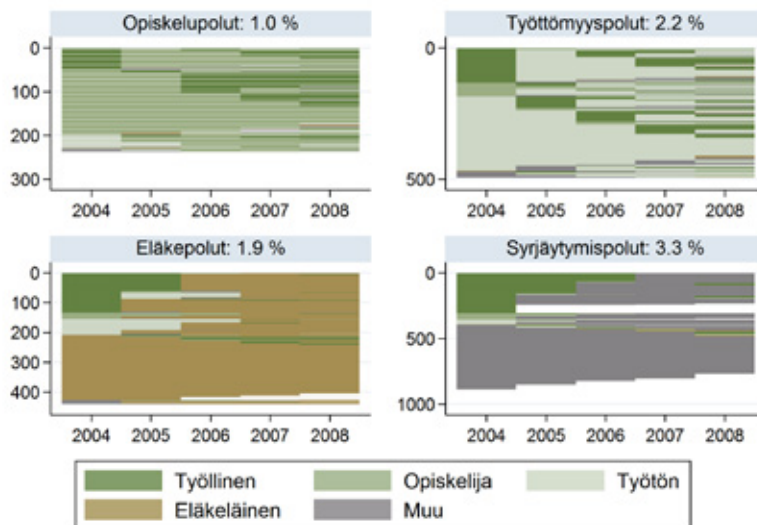 Opiskelupolut: 1.0 %
0
100
200
300
2004 2005 2006 2007 2008
Työttömyyspolut: 2.2 %
0
500
2004 2005 2006 2007 2008
Eläkepolut: 1.9 %
0
100
200
300
400
2004 2005 2006 2007 2008
Syrjäytymispolut: 3.3 %
0
500
1000
2004 2005 2006 2007 2008
Työllinen Opiskelija Työtön
Eläkeläinen Muu